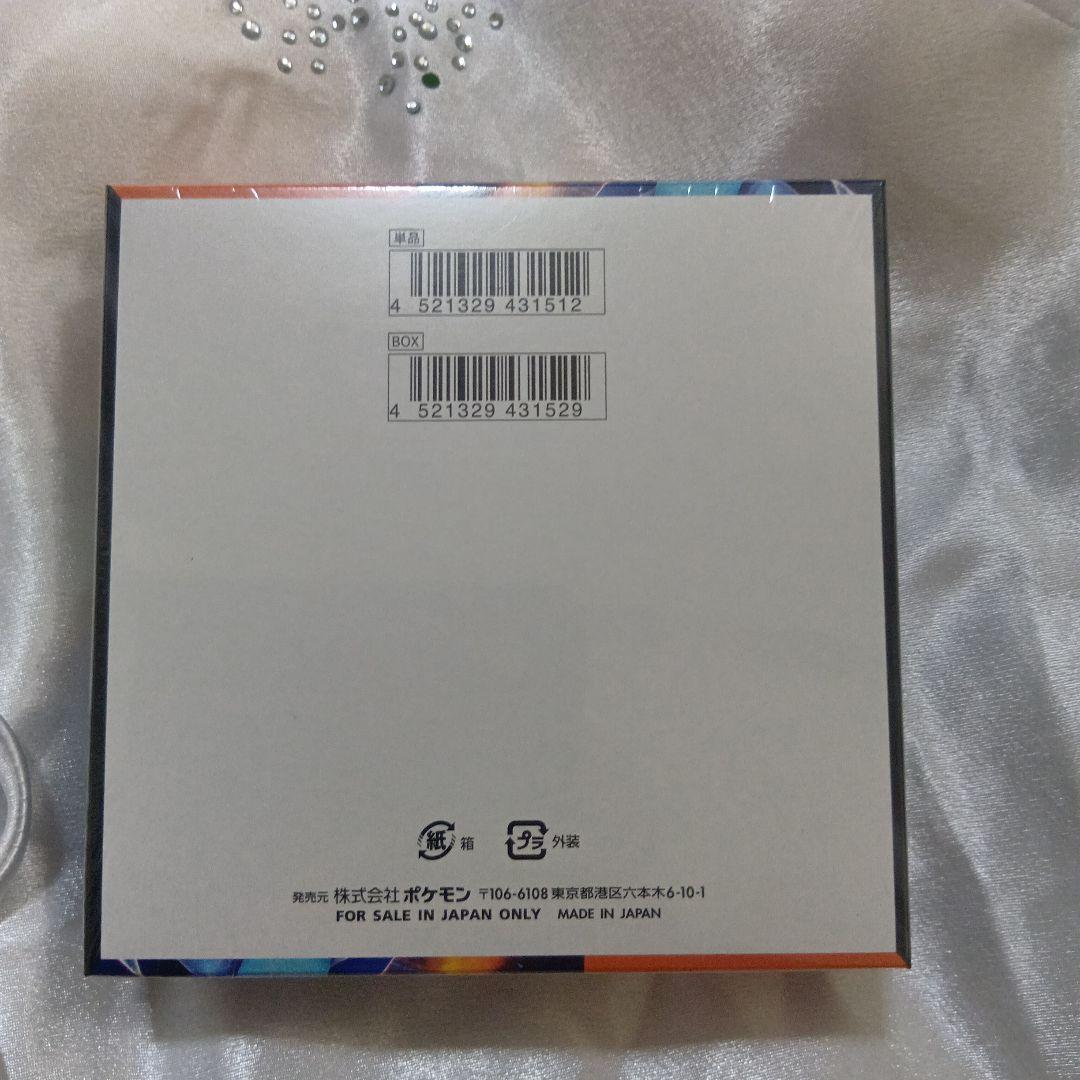 単品
4 521329 431512
BOX
4 521329 431529
紙 箱 プラ 外装
発売元 株式会社 ポケモン 〒106-6108 東京都港区六本木6-10-1
FOR SALE IN JAPAN ONLY MADE IN JAPAN